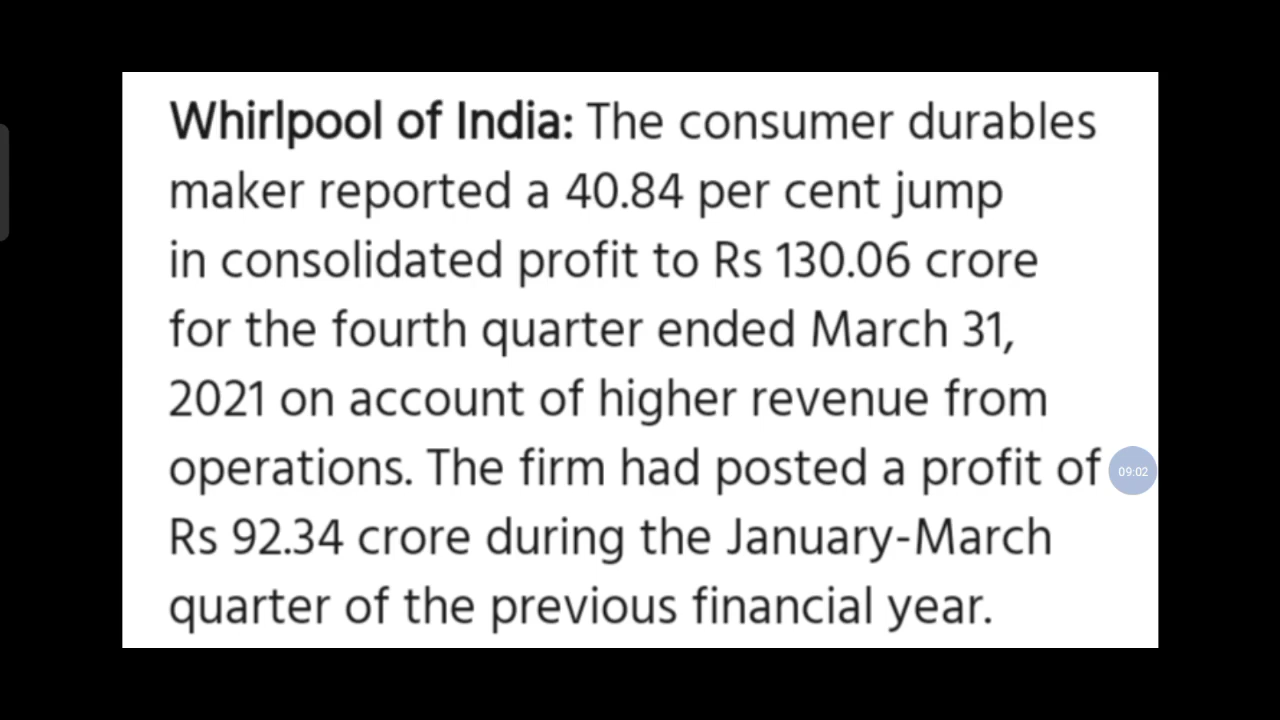 Whirlpool of India: The consumer durables
maker reported a 40.84 per cent jump
in consolidated profit to Rs 130.06 crore
for the fourth quarter ended March 31,
2021 on account of higher revenue from
operations. The firm had posted a profit of
09:02
Rs 92.34 crore during the January-March
quarter of the previous financial year.